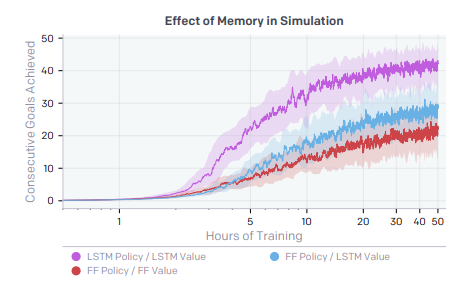 Effect of Memory in Simulation
Consecutive Goals Achieved
50
40
30
20
10
0
1 5 10 20 30 40 50
Hours of Training
LSTM Policy / LSTM Value
FF Policy / LSTM Value
FF Policy / FF Value